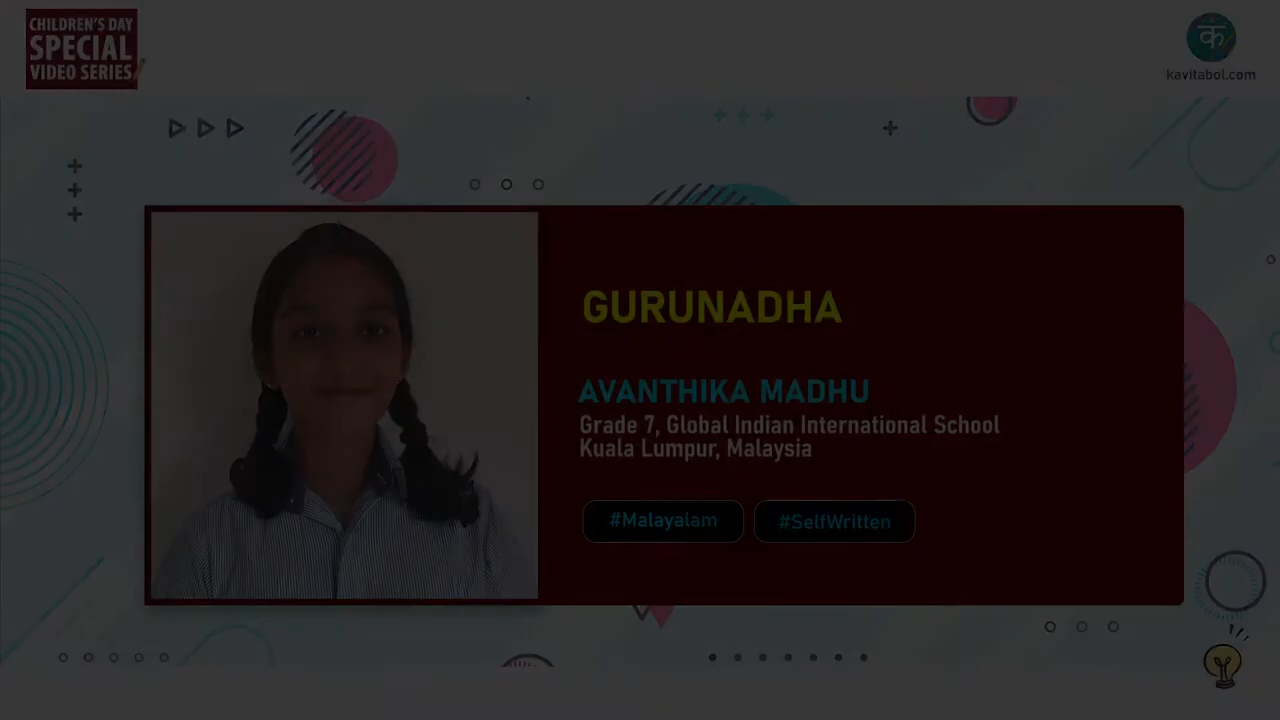 CHILDREN'S DAY
SPECIAL
VIDEO SERIES
क
kavitabol.com
GURUNADHA
AVANTHIKA MADHU
Grade 7, Global Indian International School
Kuala Lumpur, Malaysia
#Malayalam
#SelfWritten